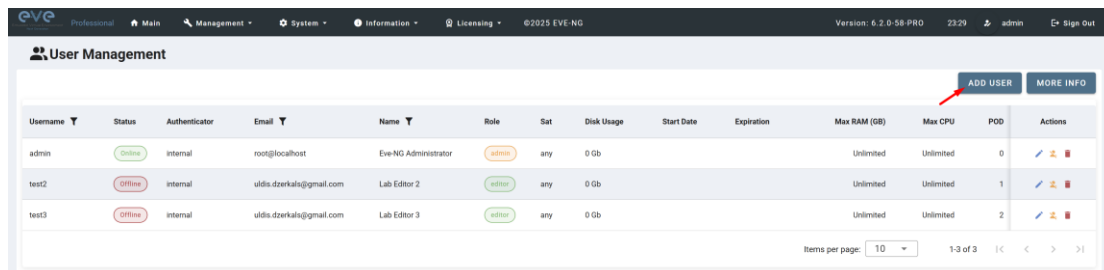 eve Professional Main Management System Information Licensing ©2025 EVE-NG Version: 6.2.0-58-PRO 23:29 admin Sign Out
User Management
ADD USER MORE INFO
Username Status Authenticator Email Name Role Sat Disk Usage Start Date Expiration Max RAM (GB) Max CPU POD Actions
admin Online internal root@localhost Eve-NG Administrator admin any 0 Gb Unlimited Unlimited 0
test2 Offline internal uldis.dzerkals@gmail.com Lab Editor 2 editor any 0 Gb Unlimited Unlimited 1
test3 Offline internal uldis.dzerkals@gmail.com Lab Editor 3 editor any 0 Gb Unlimited Unlimited 2
Items per page: 10 1-3 of 3